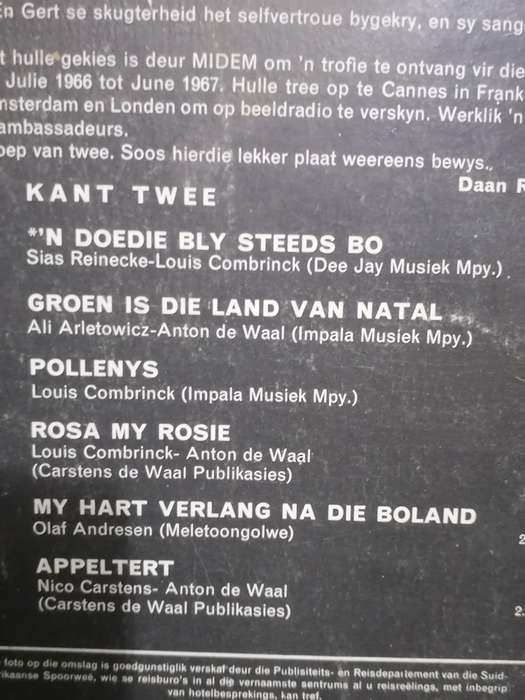 En Gert se skugterheid het selfvertroue bygekry, en sy sang
t hulle gekies is deur MIDEM om 'n trofie te ontvang vir die
Julie 1966 tot June 1967. Hulle tree op te Cannes in Frank
msterdam en Londen om op beeldradio te verskyn. Werklik 'n
ambassadeurs.
oep van twee. Soos hierdie lekker plaat weereens bewys..
Daan R
KANT TWEE
*'N DOEDIE BLY STEEDS BO
Sias Reinecke-Louis Combrinck (Dee Jay Musiek Mpy.)
GROEN IS DIE LAND VAN NATAL
Ali Arletowicz-Anton de Waal (Impala Musiek Mpy.)
POLLENYS
Louis Combrinck (Impala Musiek Mpy.)
ROSA MY ROSIE
Louis Combrinck- Anton de Waal
(Carstens de Waal Publikasies)
MY HART VERLANG NA DIE BOLAND
Olaf Andresen (Meletoongolwe)
2
APPELTERT
Nico Carstens- Anton de Waal
(Carstens de Waal Publikasies)
2.
foto op die omslag is goedgunstiglik verskaf deur die Publisiteits- en Reisdepartement van die Suid-
rikaanse Spoorweë, wie se reisburo's in al die vernaamste sentrums al u reisreëlings, met inbegrip
van hotelbesprekings, kan tref.